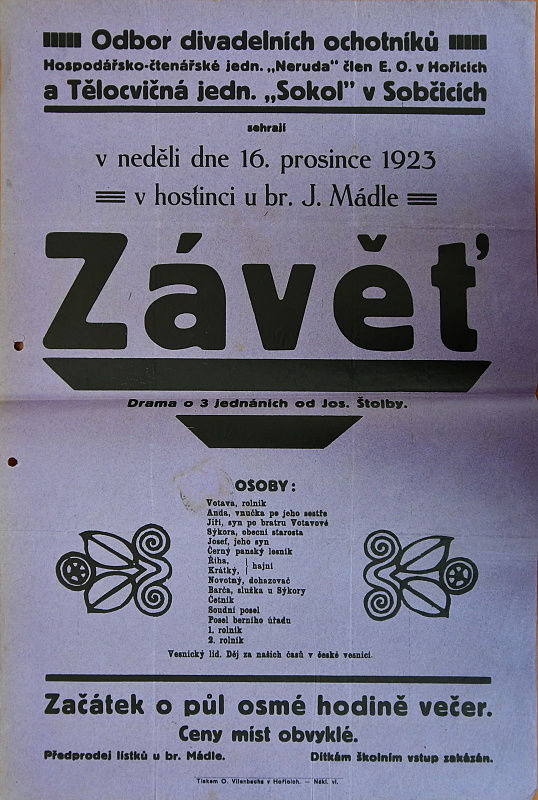 Odbor divadelních ochotníků
Hospodářsko-čtenářské jedn. „Neruda" člen E. O. v Hořicích
a Tělocvičná jedn. „Sokol" v Sobčicích
sehrají
v neděli dne 16. prosince 1923
v hostinci u br. J. Mádle
Závěť
Drama o 3 jednáních od Jos. Štolby.
OSOBY:
Votava, rolník
Anda, vnučka po jeho sestře
Jiří, syn po bratru Votavově
Sýkora, obecní starosta
Josef, jeho syn
Černý panský lesník
Říha,
Krátký, hajní
Novotný, dohazovač
Barča, služka u Sýkory
Četník
Soudní posel
Posel berního úřadu
1. rolník
2. rolník
Vesnický lid. Děj za našich časů v české vesnici.
Začátek o půl osmé hodině večer.
Ceny míst obvyklé.
Předprodej lístků u br. Mádle. Dítkám školním vstup zakázán.
Tiskem O. Vilenbacha v Hořicích. — Nákl. vl.